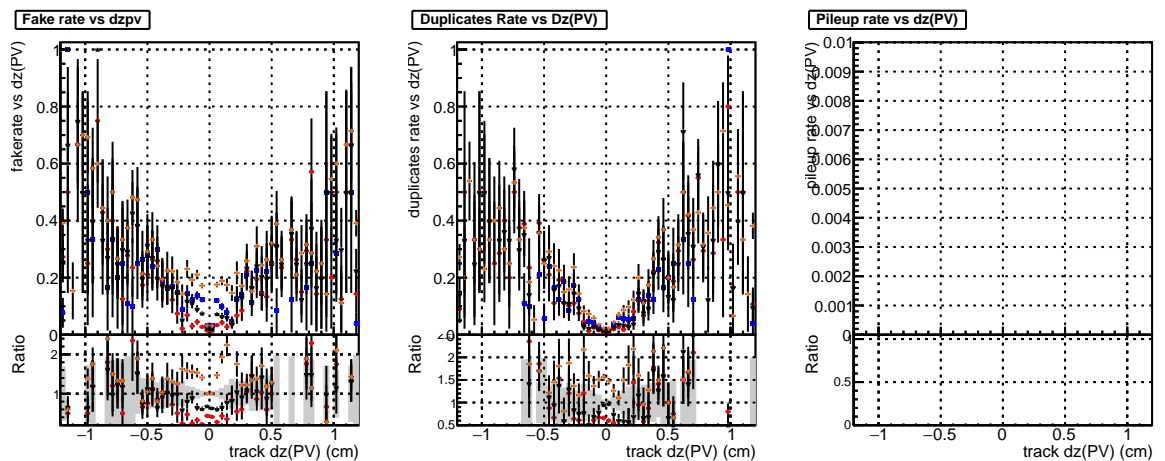 Fake rate vs dzpv
fakerate vs dz(PV)
1
0.8
0.6
0.4
0.2
0
Ratio
2
1
−1 −0.5 0 0.5 1
track dz(PV) (cm)
Duplicates Rate vs Dz(PV)
duplicates rate vs dz(PV)
1
0.8
0.6
0.4
0.2
0
Ratio
2
1.5
1
0.5
−1 −0.5 0 0.5 1
track dz(PV) (cm)
Pileup rate vs dz(PV)
pileup rate vs dz(PV)
0.01
0.009
0.008
0.007
0.006
0.005
0.004
0.003
0.002
0.001
0
Ratio
1
0.5
0
−1 −0.5 0 0.5 1
track dz(PV) (cm)